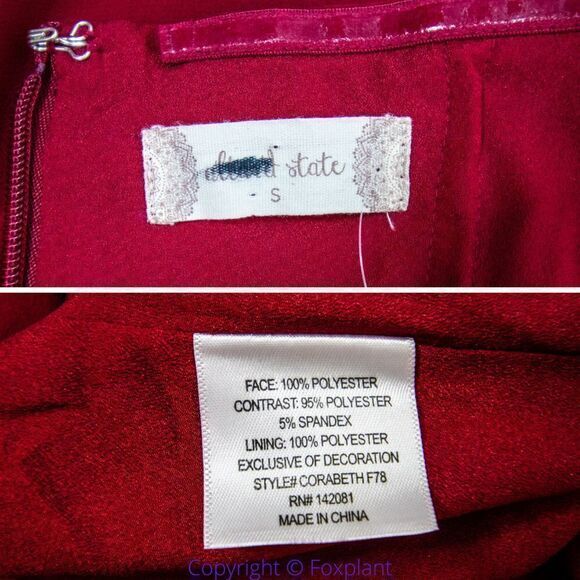 state
S
FACE: 100% POLYESTER
CONTRAST: 95% POLYESTER
5% SPANDEX
LINING: 100% POLYESTER
EXCLUSIVE OF DECORATION
STYLE# CORABETH F78
RN# 142081
MADE IN CHINA
Copyright © Foxplant